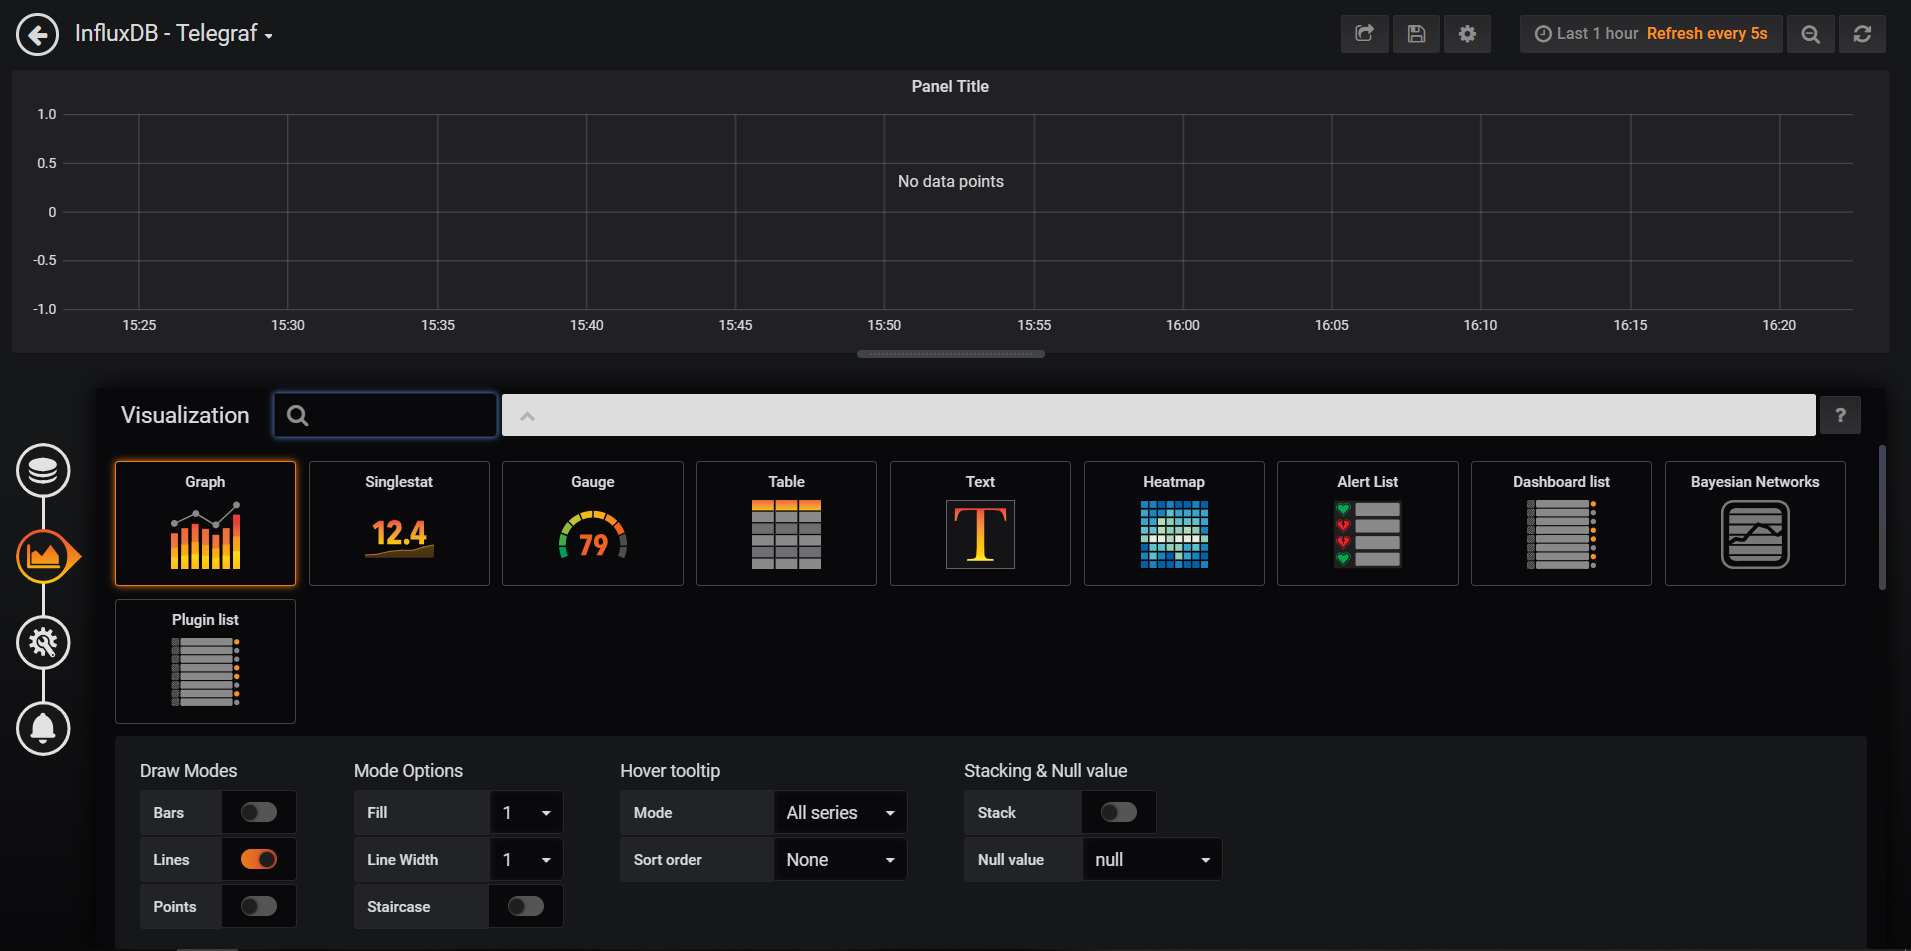 InfluxDB - Telegraf
Last 1 hour Refresh every 5s
Panel Title
1.0
0.5
No data points
0
-0.5
-1.0
15:25 15:30 15:35 15:40 15:45 15:50 15:55 16:00 16:05 16:10 16:15 16:20
Visualization
?
Graph Singlestat Gauge Table Text Heatmap Alert List Dashboard list Bayesian Networks
12.4 79 T
Plugin list
Draw Modes Mode Options Hover tooltip Stacking & Null value
Bars Fill 1 Mode All series Stack
Lines Line Width 1 Sort order None Null value null
Points Staircase